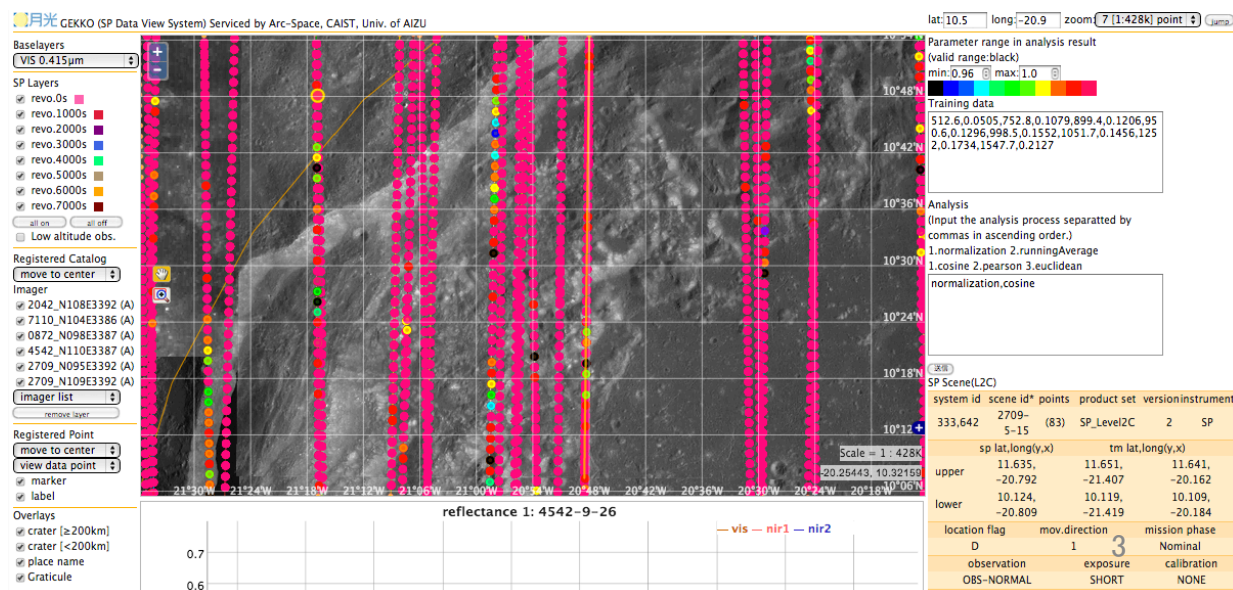 月光 GEKKO (SP Data View System) Serviced by Arc-Space, CAIST, Univ. of AIZU
lat: 10.5 long: -20.9 zoom: 7 [1:428k] point jump
Baselayers
VIS 0.415μm
SP Layers
revo.0s
revo.1000s
revo.2000s
revo.3000s
revo.4000s
revo.5000s
revo.6000s
revo.7000s
all on all off
Low altitude obs.
Registered Catalog
move to center
Imager
2042_N108E3392 (A)
7110_N104E3386 (A)
0872_N098E3387 (A)
4542_N110E3387 (A)
2709_N095E3392 (A)
2709_N109E3392 (A)
imager list
remove layer
Registered Point
move to center
view data point
marker
label
Overlays
crater [≥200km]
crater [<200km]
place name
Graticule
+
−
10°54'N
10°48'N
10°42'N
10°36'N
10°30'N
10°24'N
10°18'N
10°12'
10°06'N
+
Scale = 1 : 428K
-20.25443, 10.32159
21°30'W 21°24'W 21°18'W 21°12'W 21°06'W 21°00'W 20°54'W 20°48'W 20°42'W 20°36'W 20°30'W 20°24'W 20°18'W
reflectance 1: 4542-9-26
vis nir1 nir2
0.7
0.6
Parameter range in analysis result
(valid range:black)
min: 0.96 max: 1.0
Training data
512.6,0.0505,752.8,0.1079,899.4,0.1206,95
0.6,0.1296,998.5,0.1552,1051.7,0.1456,125
2,0.1734,1547.7,0.2127
Analysis
(Input the analysis process separatted by
commas in ascending order.)
1.normalization 2.runningAverage
1.cosine 2.pearson 3.euclidean
normalization,cosine
送信
SP Scene(L2C)
system id scene id* points product set version instrument
333,642 2709-5-15 (83) SP_Level2C 2 SP
sp lat,long(y,x) tm lat,long(y,x)
upper 11.635, -20.792 11.651, -21.407 11.641, -20.162
lower 10.124, -20.809 10.119, -21.419 10.109, -20.184
location flag mov.direction mission phase
D 1 Nominal
3
observation exposure calibration
OBS-NORMAL SHORT NONE